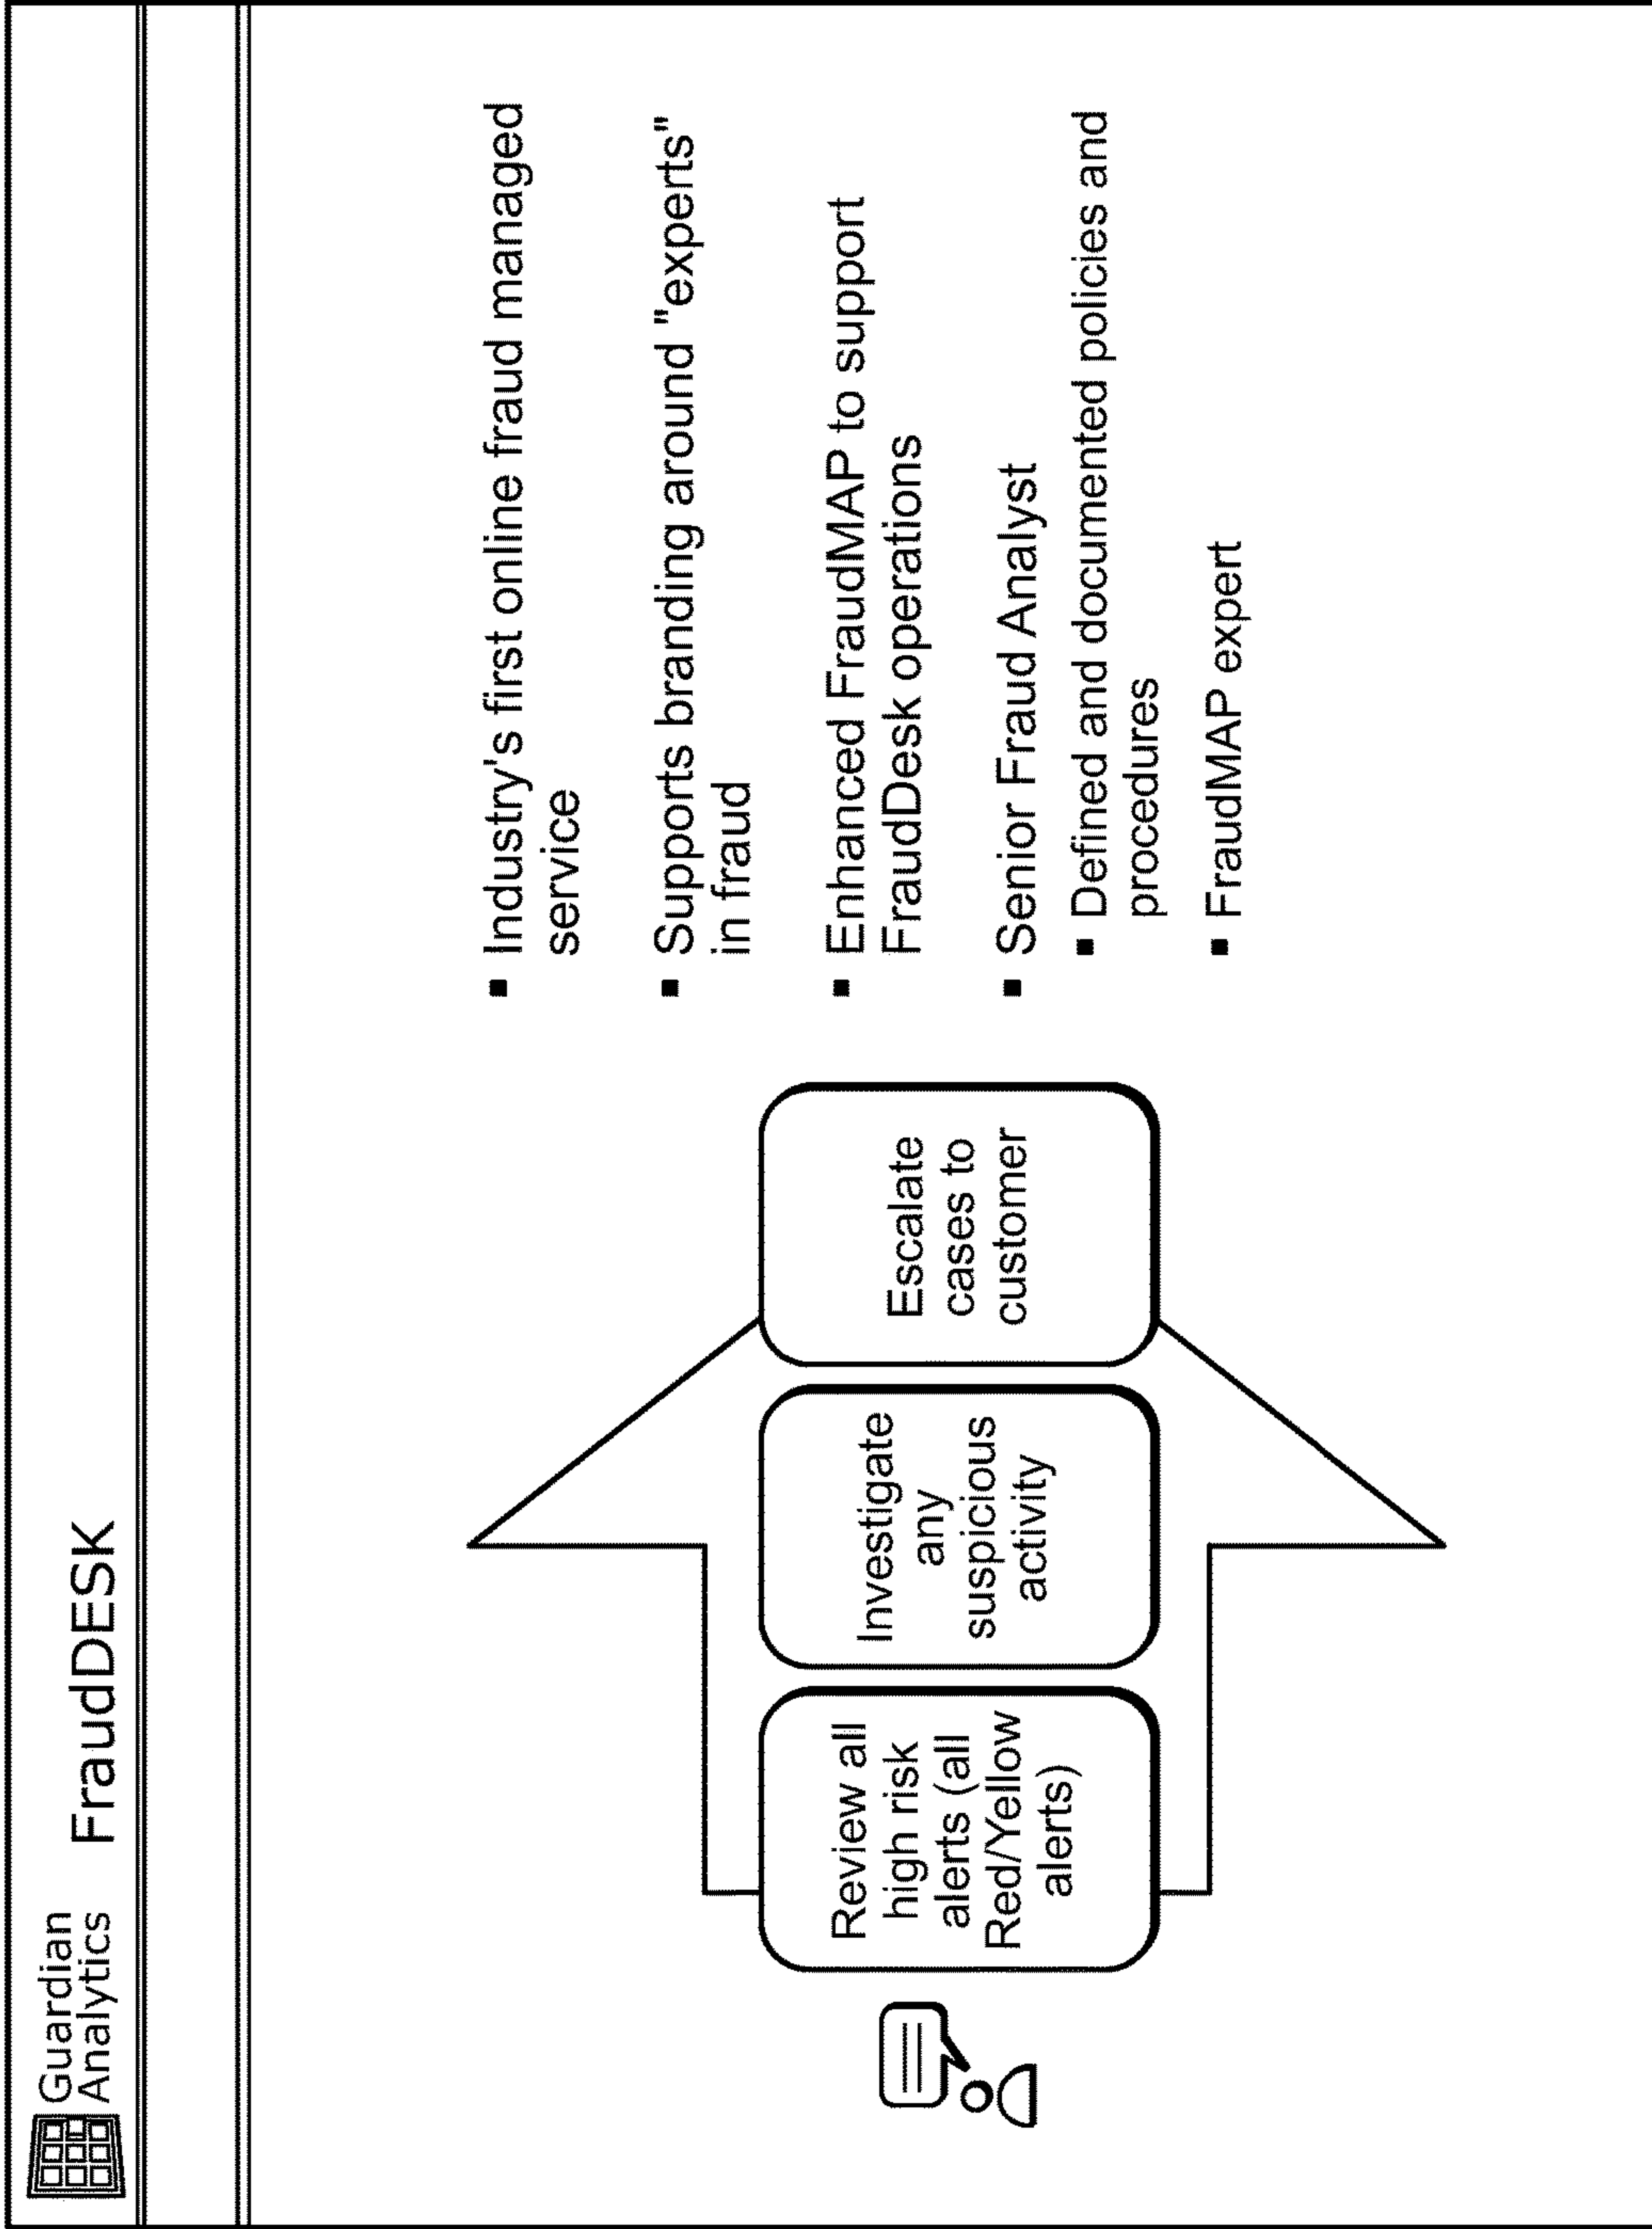 Guardian
Analytics
FraudDESK
Review all
high risk
alerts (all
Red/Yellow
alerts)
Investigate
any
suspicious
activity
Escalate
cases to
customer
▪ Industry's first online fraud managed
service
▪ Supports branding around "experts"
in fraud
▪ Enhanced FraudMAP to support
FraudDesk operations
▪ Senior Fraud Analyst
▪ Defined and documented policies and
procedures
▪ FraudMAP expert